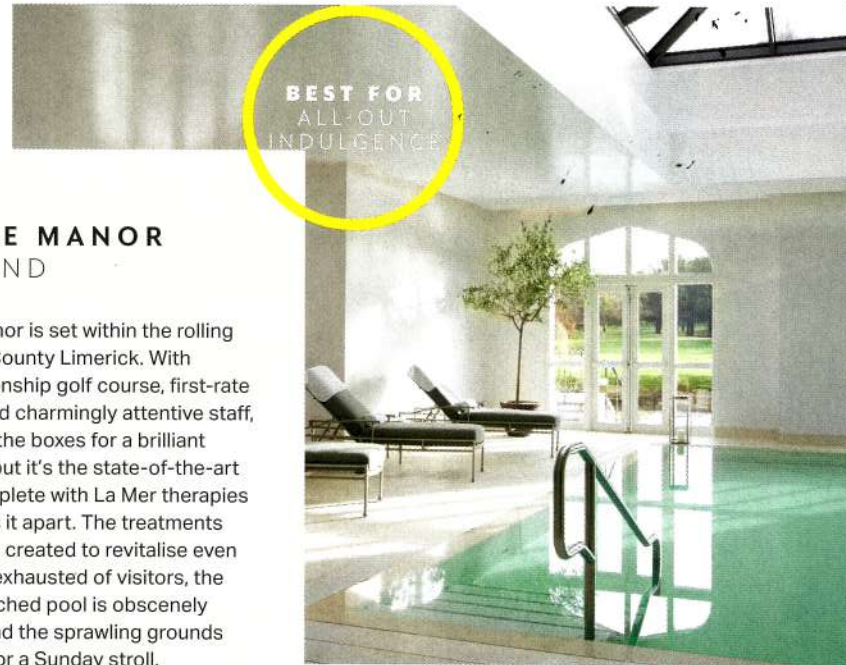 BEST FOR
ALL-OUT
INDULGENCE
E MANOR
ND
nor is set within the rolling
County Limerick. With
onship golf course, first-rate
d charmingly attentive staff,
the boxes for a brilliant
but it's the state-of-the-art
plete with La Mer therapies
it apart. The treatments
created to revitalise even
exhausted of visitors, the
ched pool is obscenely
d the sprawling grounds
or a Sunday stroll.